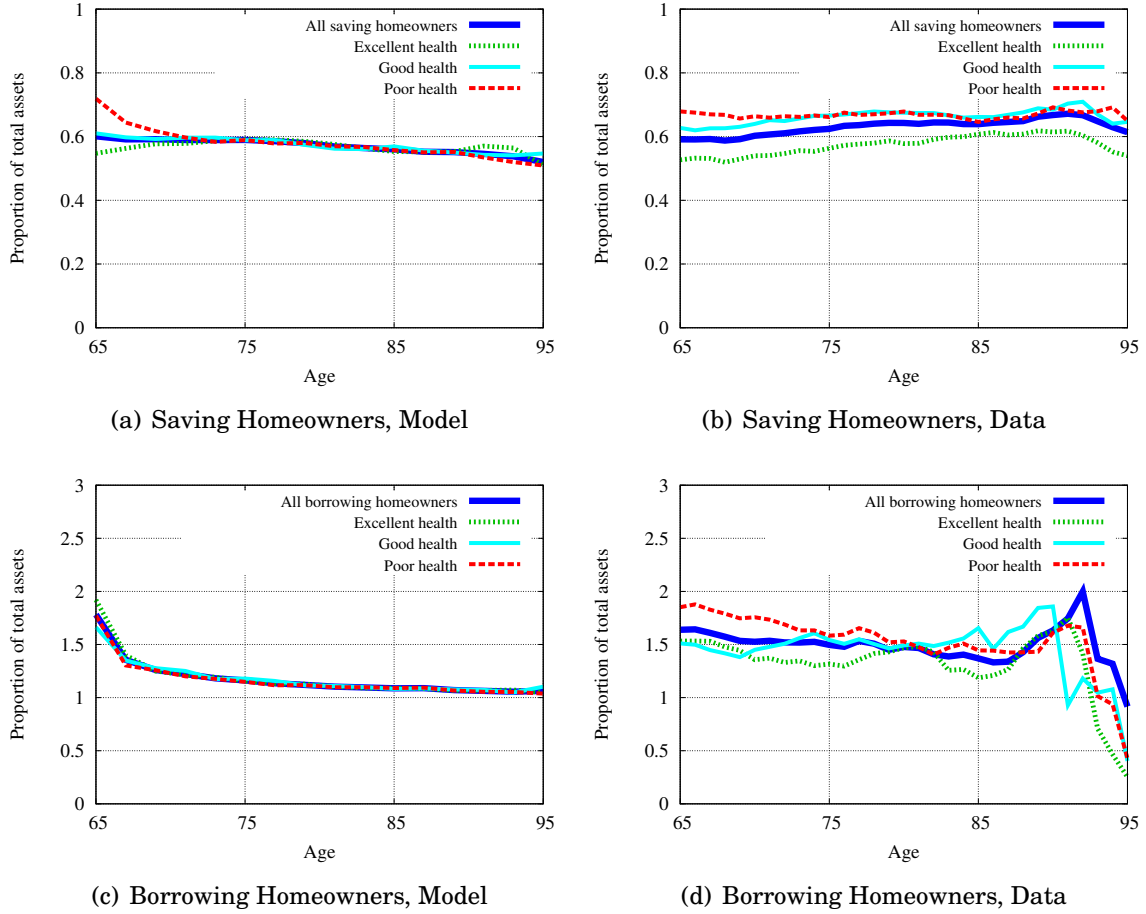 All saving homeowners
Excellent health
Good health
Poor health
Proportion of total assets
1
0.8
0.6
0.4
0.2
0
65
75
85
95
Age
(a) Saving Homeowners, Model
All saving homeowners
Excellent health
Good health
Poor health
Proportion of total assets
1
0.8
0.6
0.4
0.2
0
65
75
85
95
Age
(b) Saving Homeowners, Data
All borrowing homeowners
Excellent health
Good health
Poor health
Proportion of total assets
3
2.5
2
1.5
1
0.5
0
65
75
85
95
Age
(c) Borrowing Homeowners, Model
All borrowing homeowners
Excellent health
Good health
Poor health
Proportion of total assets
3
2.5
2
1.5
1
0.5
0
65
75
85
95
Age
(d) Borrowing Homeowners, Data